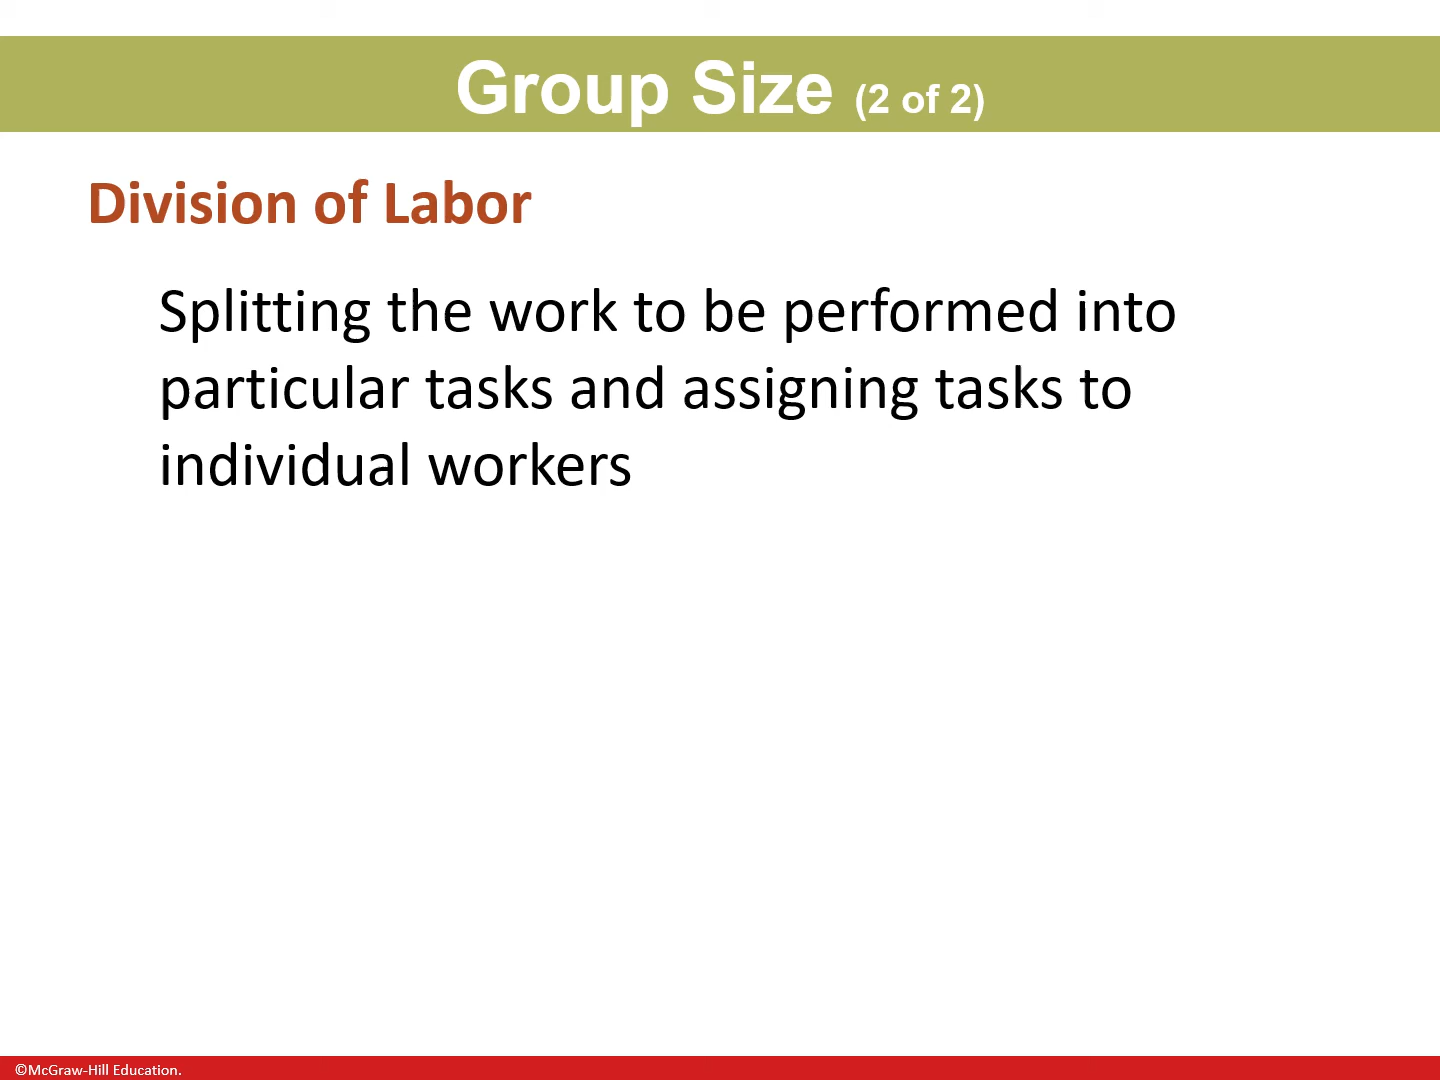 Group Size (2 of 2)
Division of Labor
Splitting the work to be performed into
particular tasks and assigning tasks to
individual workers
©McGraw-Hill Education.